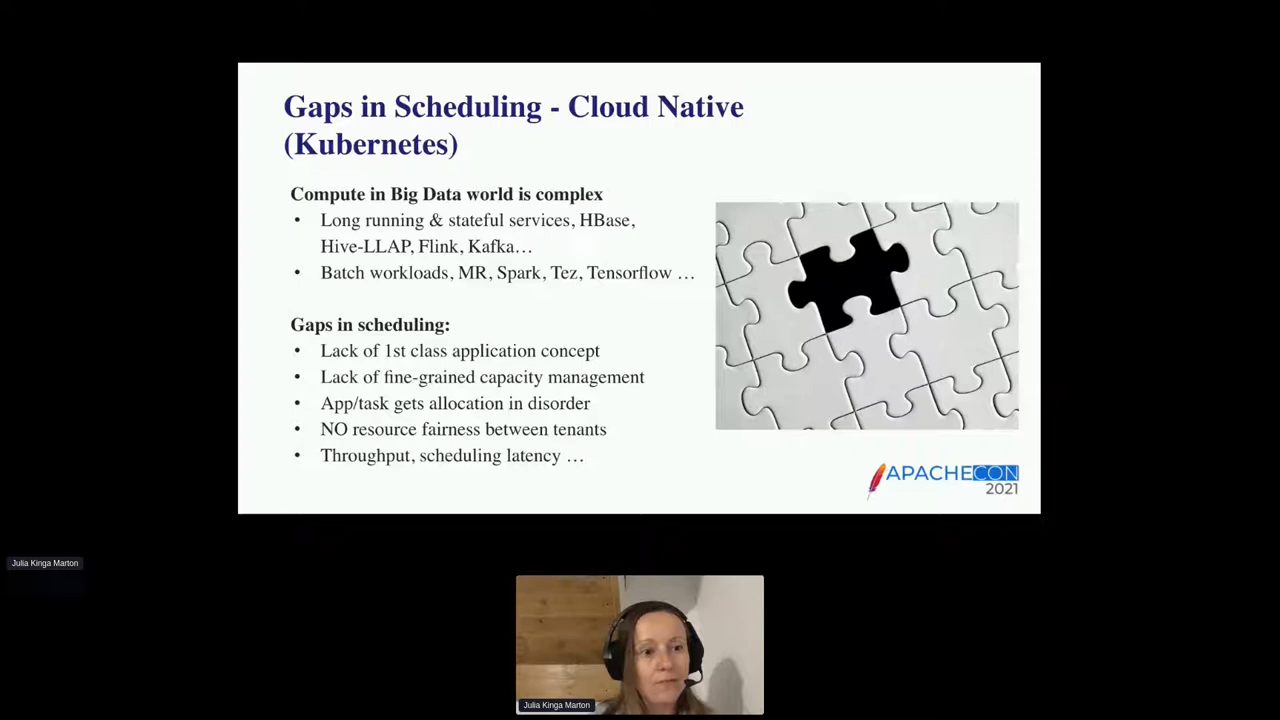 Gaps in Scheduling - Cloud Native
(Kubernetes)
Compute in Big Data world is complex
• Long running & stateful services, HBase,
Hive-LLAP, Flink, Kafka…
• Batch workloads, MR, Spark, Tez, Tensorflow …
Gaps in scheduling:
• Lack of 1st class application concept
• Lack of fine-grained capacity management
• App/task gets allocation in disorder
• NO resource fairness between tenants
• Throughput, scheduling latency …
APACHECON
2021
Julia Kinga Marton
Julia Kinga Marton